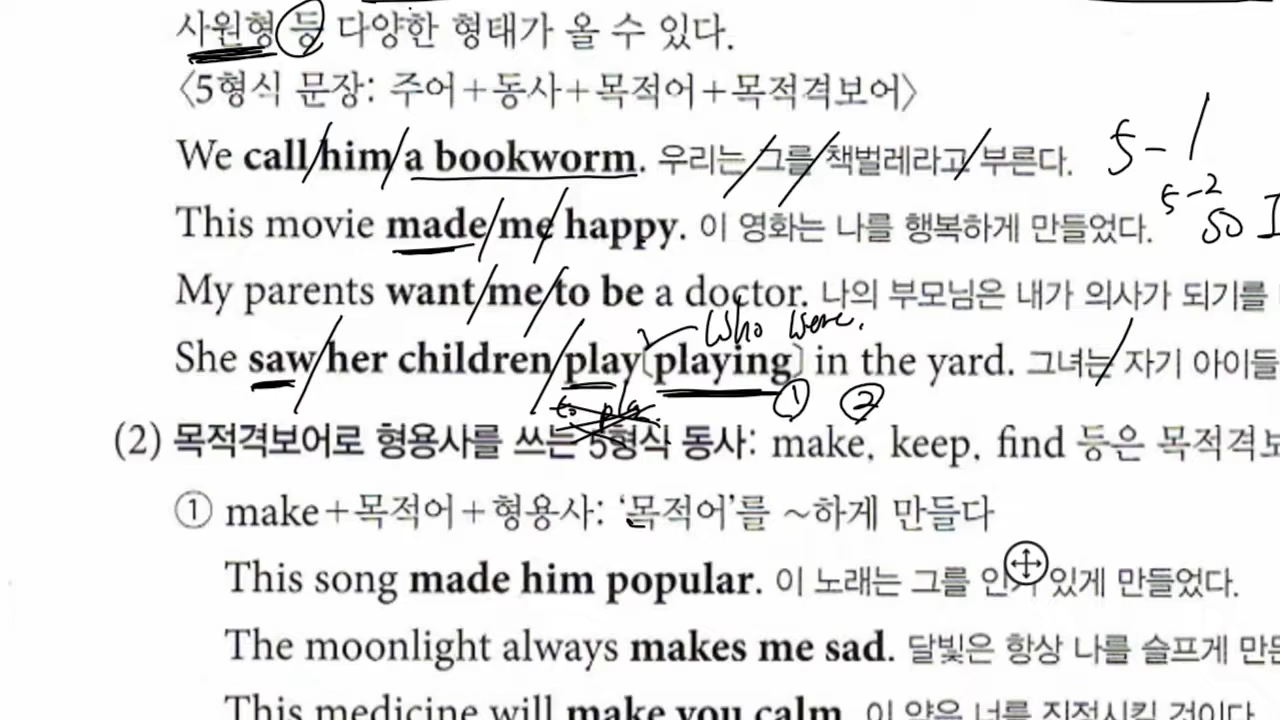 사원형 등 다양한 형태가 올 수 있다.
〈5형식 문장: 주어+동사+목적어+목적격보어〉
We call him a bookworm. 우리는 그를 책벌레라고 부른다. 5-1
5-2
This movie made me happy. 이 영화는 나를 행복하게 만들었다. so I
My parents want me to be a doctor. 나의 부모님은 내가 의사가 되기를
who were.
She saw her children play[playing] in the yard. 그녀는 자기 아이들
① ②
(2) 목적격보어로 형용사를 쓰는 5형식 동사: make, keep, find 등은 목적격보
① make+목적어+형용사: ‘목적어’를 ~하게 만들다
This song made him popular. 이 노래는 그를 인기 있게 만들었다.
The moonlight always makes me sad. 달빛은 항상 나를 슬프게 만든
This medicine will make you calm. 이 약은 너를 진정시킬 것이다.